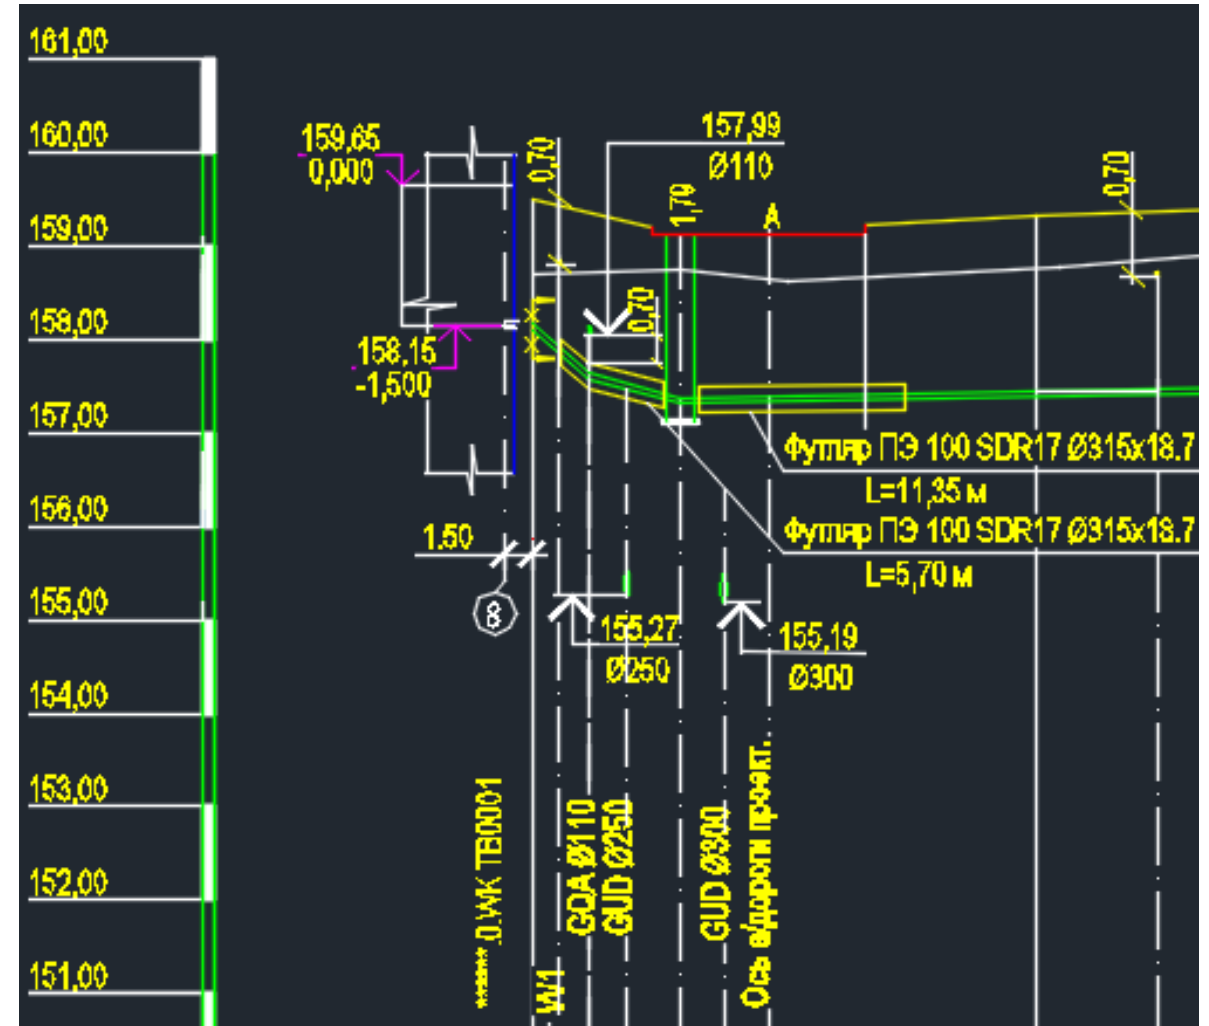 161,00
160,00
159,00
158,00
157,00
156,00
155,00
154,00
153,00
152,00
151,00
159,65
0,000
0,70
157,99
Ø110
1,70
A
0,70
0,70
158,15
-1,500
Футляр ПЭ 100 SDR17 Ø315x18.7
L=11,35 м
Футляр ПЭ 100 SDR17 Ø315x18.7
L=5,70 м
1.50
8
155,27
Ø250
155,19
Ø300
*****.0.WK TB0001
W1
GQA Ø110
GUD Ø250
GUD Ø300
Ось а/дороги проект.